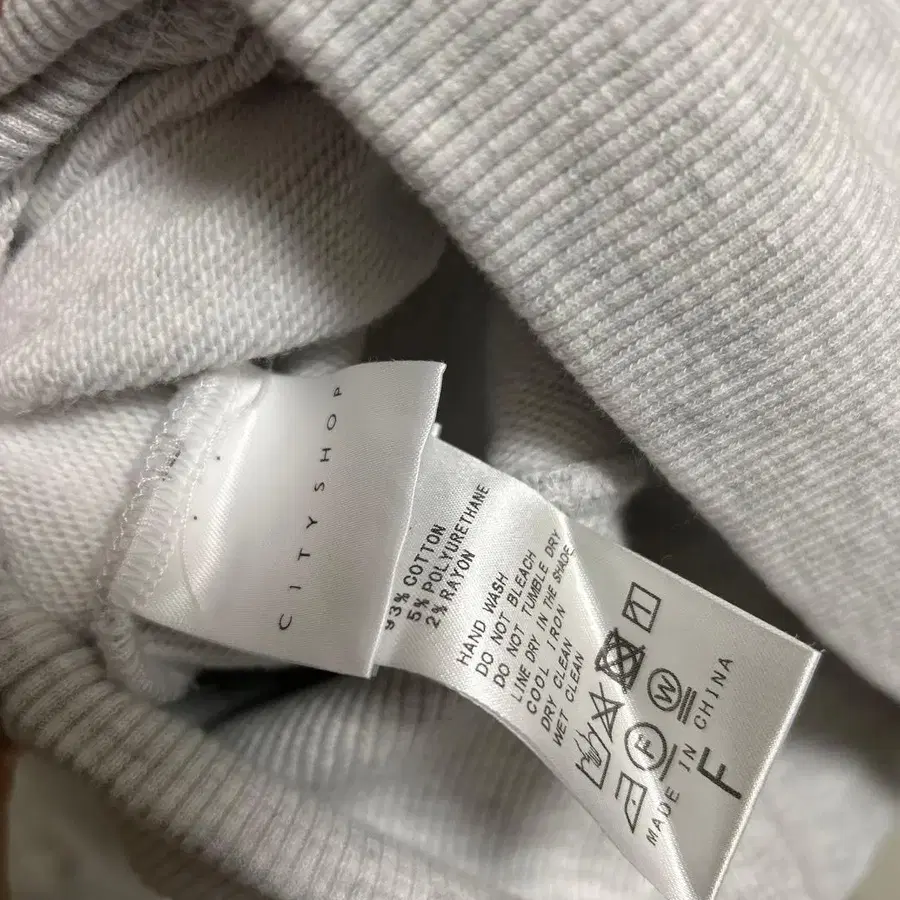 CITYSHOP
93% COTTON
5% POLYURETHANE
2% RAYON
HAND WASH
DO NOT BLEACH
DO NOT TUMBLE DRY
LINE DRY IN THE SHADE
COOL IRON
DRY CLEAN
WET CLEAN
F W
MADE IN CHINA
F